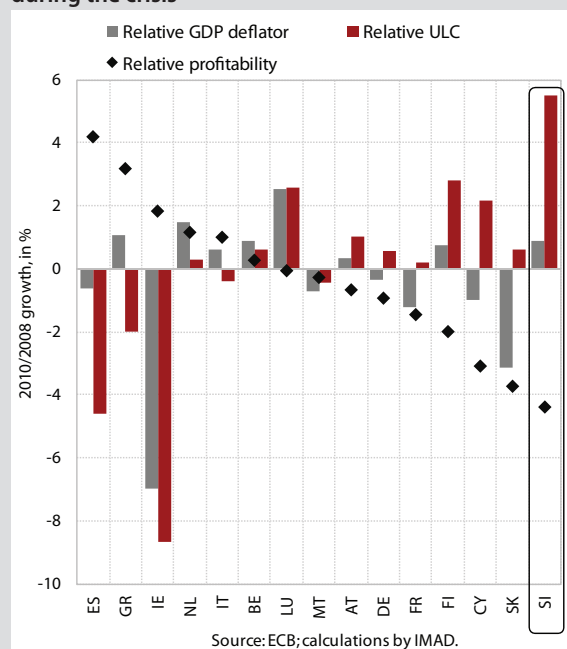 during the crisis
Relative GDP deflator
Relative ULC
Relative profitability
2010/2008 growth, in %
6
4
2
0
-2
-4
-6
-8
-10
ES
GR
IE
NL
IT
BE
LU
MT
AT
DE
FR
FI
CY
SK
SI
Source: ECB; calculations by IMAD.